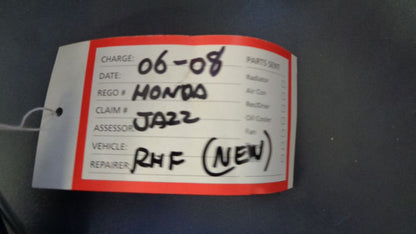 CHARGE: 06-08
DATE:
REGO # HONDA
CLAIM # JAZZ
ASSESSOR
VEHICLE:
REPAIRER: RHF (NEW)
PARTS SENT
Radiator
Air Con
Rec/Drier
Oil Cooler
Fan